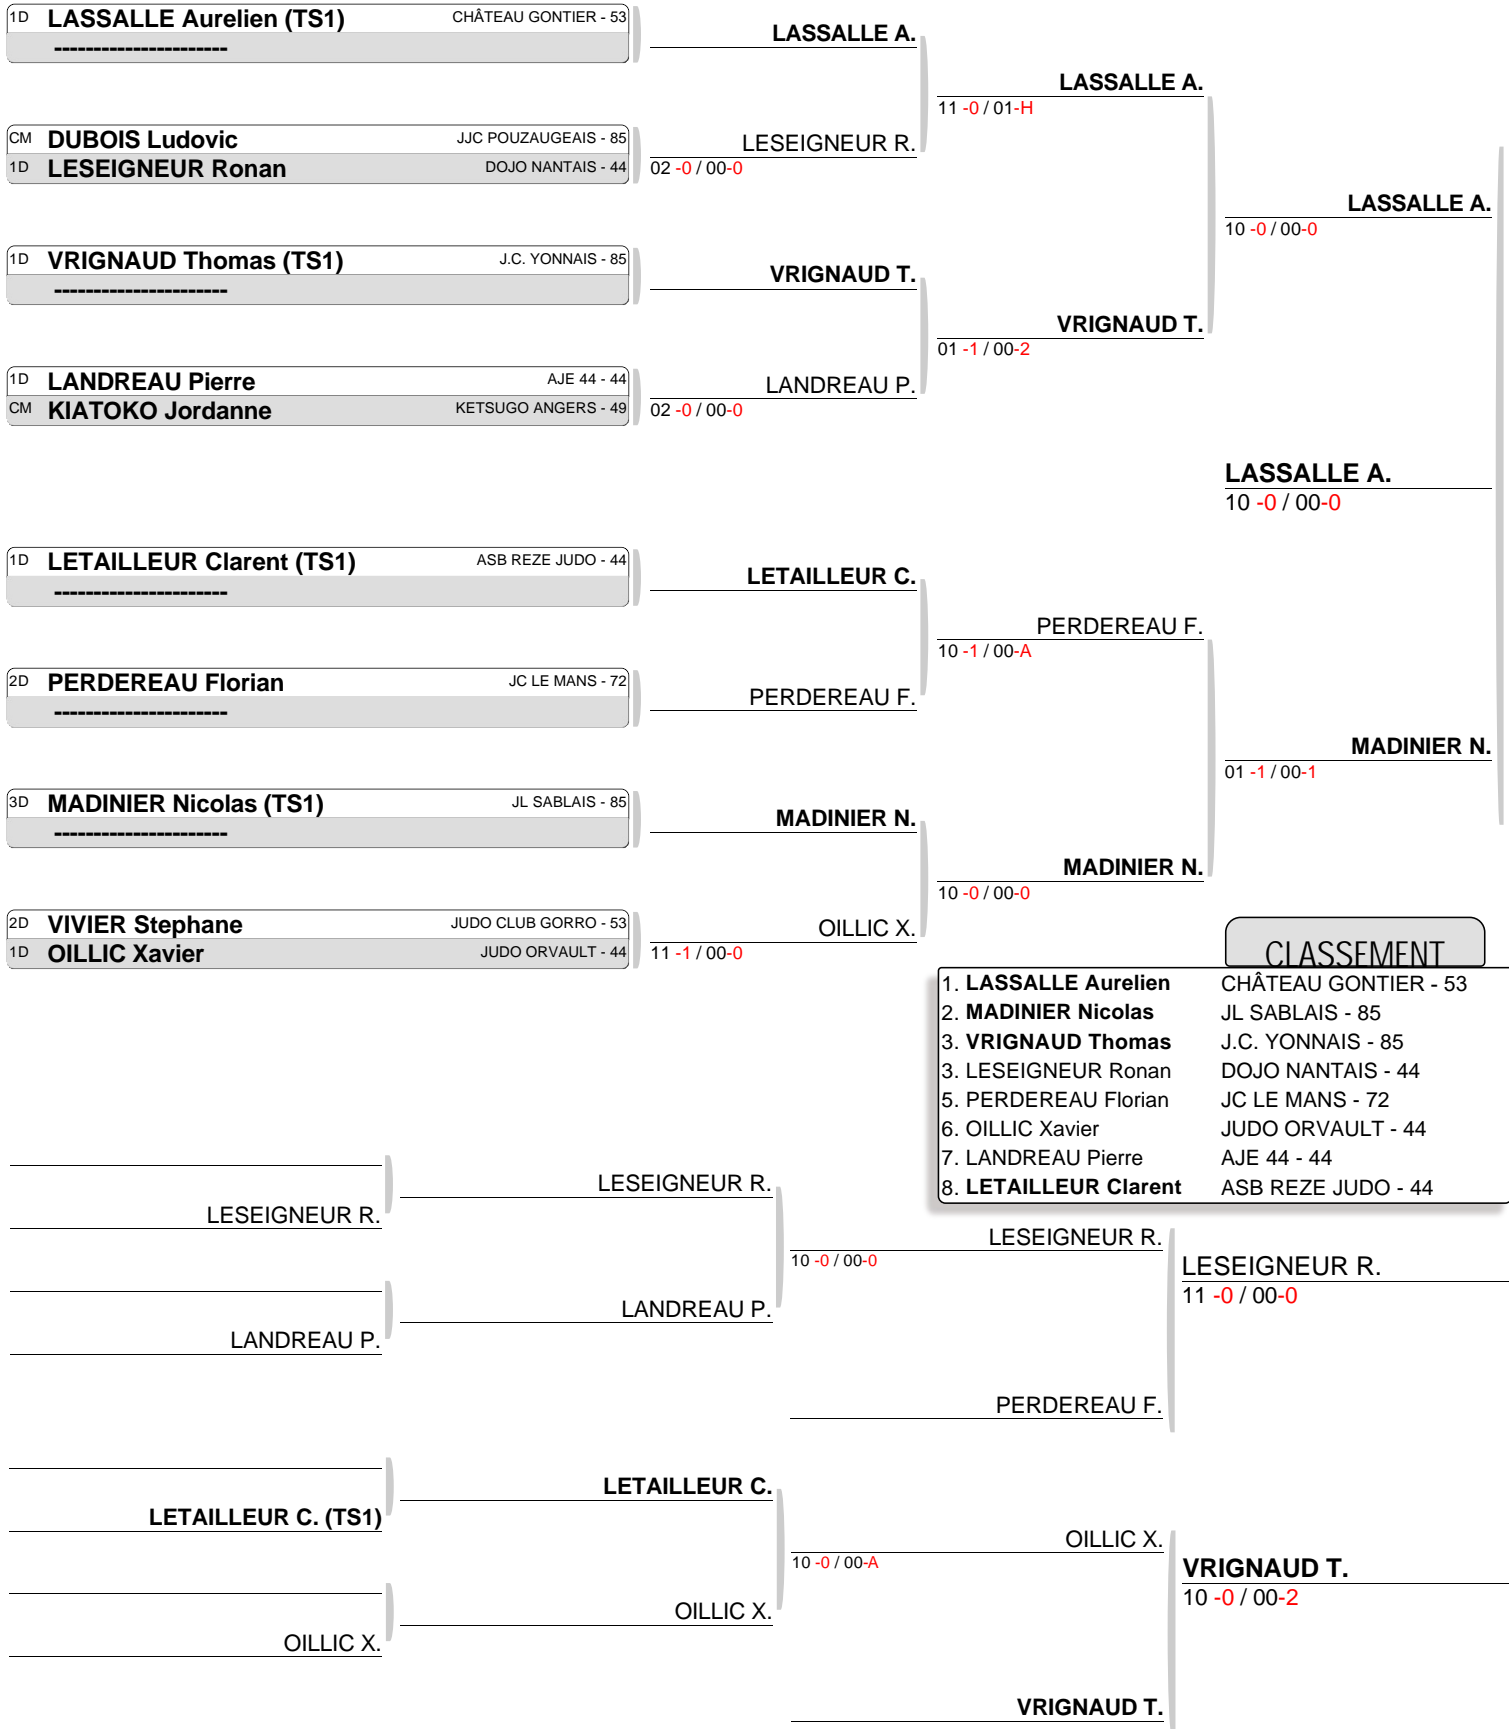 1D LASSALLE Aurelien (TS1) CHÂTEAU GONTIER - 53
----------------------
LASSALLE A.
LASSALLE A.
11 -0 / 01-H
CM DUBOIS Ludovic JJC POUZAUGEAIS - 85
1D LESEIGNEUR Ronan DOJO NANTAIS - 44
LESEIGNEUR R.
02 -0 / 00-0
LASSALLE A.
10 -0 / 00-0
1D VRIGNAUD Thomas (TS1) J.C. YONNAIS - 85
----------------------
VRIGNAUD T.
VRIGNAUD T.
01 -1 / 00-2
1D LANDREAU Pierre AJE 44 - 44
CM KIATOKO Jordanne KETSUGO ANGERS - 49
LANDREAU P.
02 -0 / 00-0
LASSALLE A.
10 -0 / 00-0
1D LETAILLEUR Clarent (TS1) ASB REZE JUDO - 44
----------------------
LETAILLEUR C.
PERDEREAU F.
10 -1 / 00-A
2D PERDEREAU Florian JC LE MANS - 72
----------------------
PERDEREAU F.
MADINIER N.
01 -1 / 00-1
3D MADINIER Nicolas (TS1) JL SABLAIS - 85
----------------------
MADINIER N.
MADINIER N.
10 -0 / 00-0
2D VIVIER Stephane JUDO CLUB GORRO - 53
1D OILLIC Xavier JUDO ORVAULT - 44
OILLIC X.
11 -1 / 00-0
CLASSEMENT
1. LASSALLE Aurelien CHÂTEAU GONTIER - 53
2. MADINIER Nicolas JL SABLAIS - 85
3. VRIGNAUD Thomas J.C. YONNAIS - 85
3. LESEIGNEUR Ronan DOJO NANTAIS - 44
5. PERDEREAU Florian JC LE MANS - 72
6. OILLIC Xavier JUDO ORVAULT - 44
7. LANDREAU Pierre AJE 44 - 44
8. LETAILLEUR Clarent ASB REZE JUDO - 44
LESEIGNEUR R.
LESEIGNEUR R.
LESEIGNEUR R.
10 -0 / 00-0
LESEIGNEUR R.
11 -0 / 00-0
LANDREAU P.
LANDREAU P.
PERDEREAU F.
LETAILLEUR C.
LETAILLEUR C. (TS1)
OILLIC X.
10 -0 / 00-A
VRIGNAUD T.
10 -0 / 00-2
OILLIC X.
OILLIC X.
VRIGNAUD T.